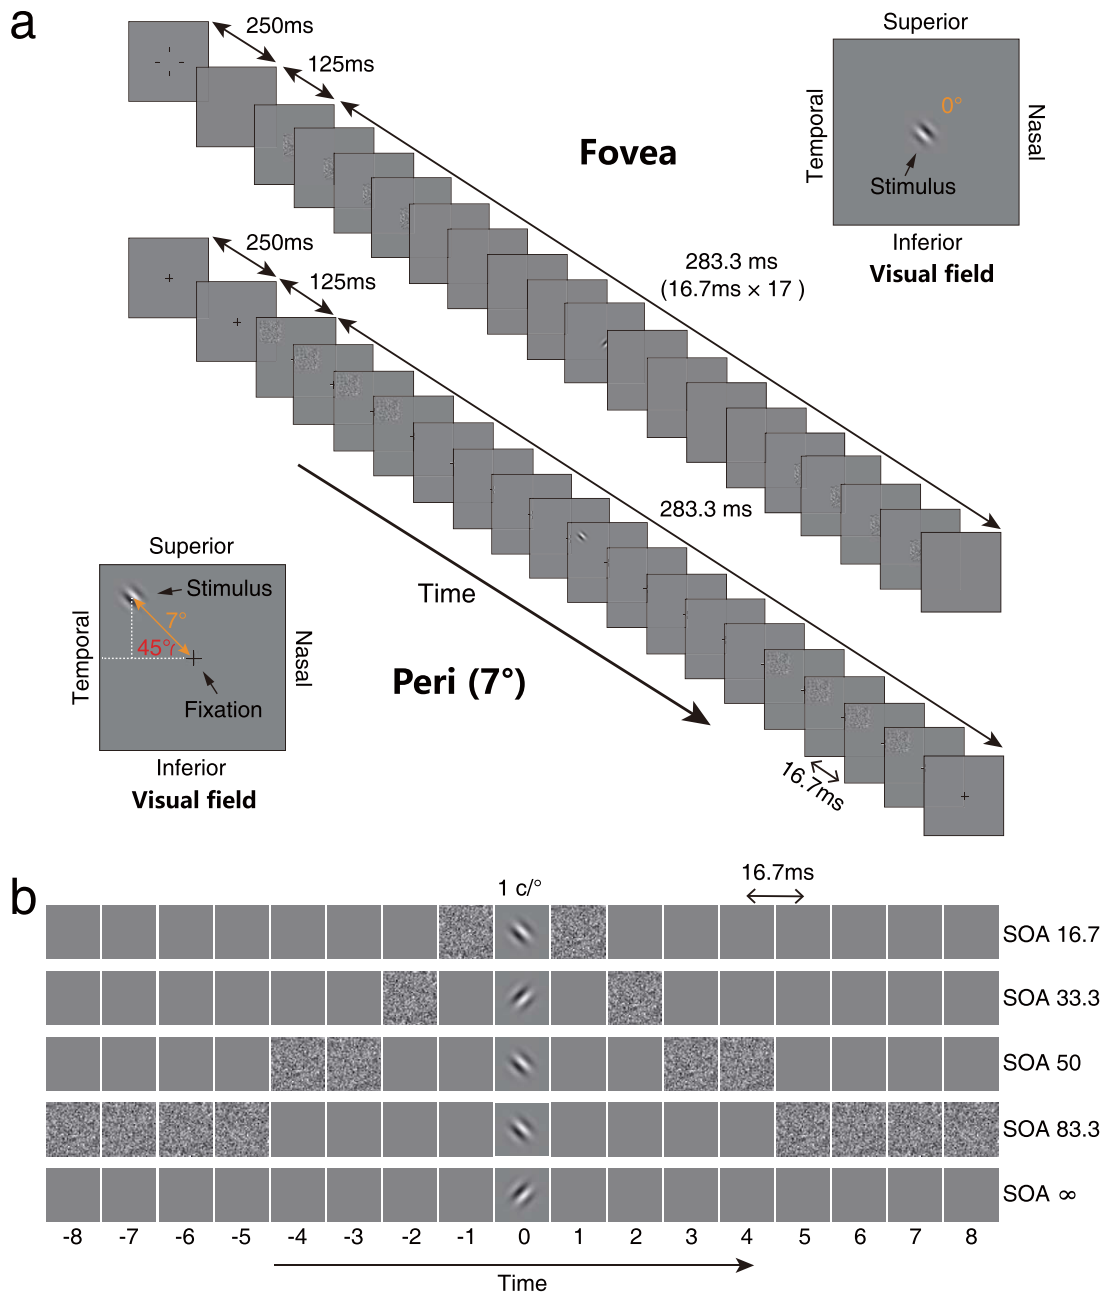 a
250ms
125ms
Fovea
283.3 ms
(16.7ms × 17 )
Superior
Temporal
Nasal
0°
Stimulus
Inferior
Visual field
250ms
125ms
283.3 ms
Time
Peri (7°)
16.7ms
Superior
Temporal
Nasal
Stimulus
7°
45°
Fixation
Inferior
Visual field
b
1 c/°
16.7ms
SOA 16.7
SOA 33.3
SOA 50
SOA 83.3
SOA ∞
-8 -7 -6 -5 -4 -3 -2 -1 0 1 2 3 4 5 6 7 8
Time